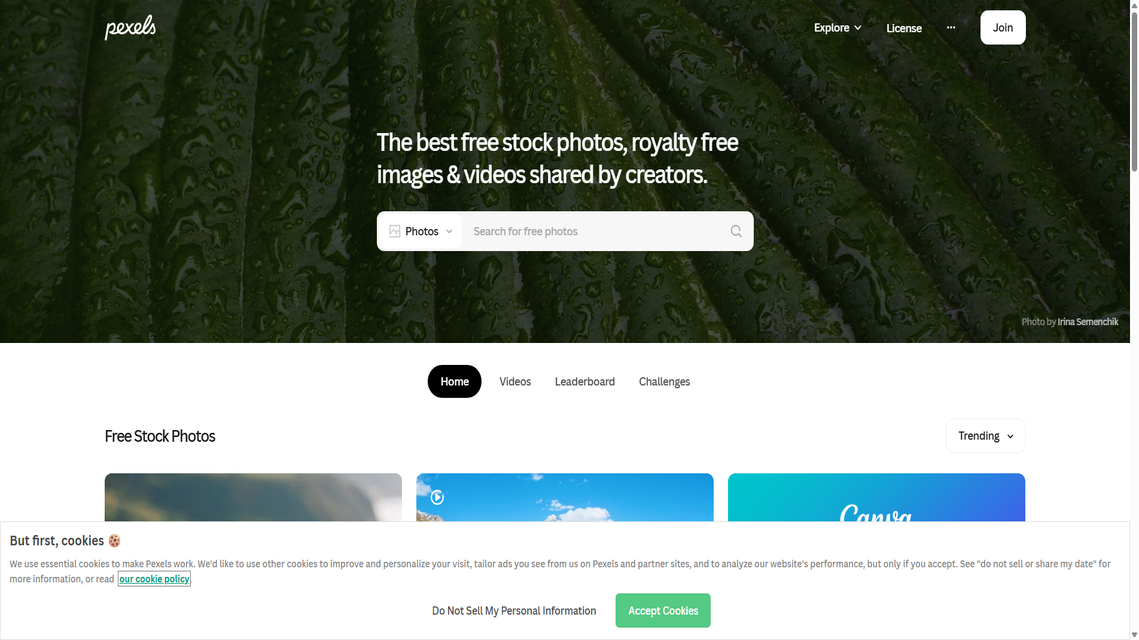 pexels
Explore
License
...
Join
The best free stock photos, royalty free
images & videos shared by creators.
Photos
Search for free photos
Photo by Irina Semenchik
Home
Videos
Leaderboard
Challenges
Free Stock Photos
Trending
Canva
But first, cookies
We use essential cookies to make Pexels work. We'd like to use other cookies to improve and personalize your visit, tailor ads you see from us on Pexels and partner sites, and to analyze our website's performance, but only if you accept. See "do not sell or share my date" for
more information, or read our cookie policy
Do Not Sell My Personal Information
Accept Cookies